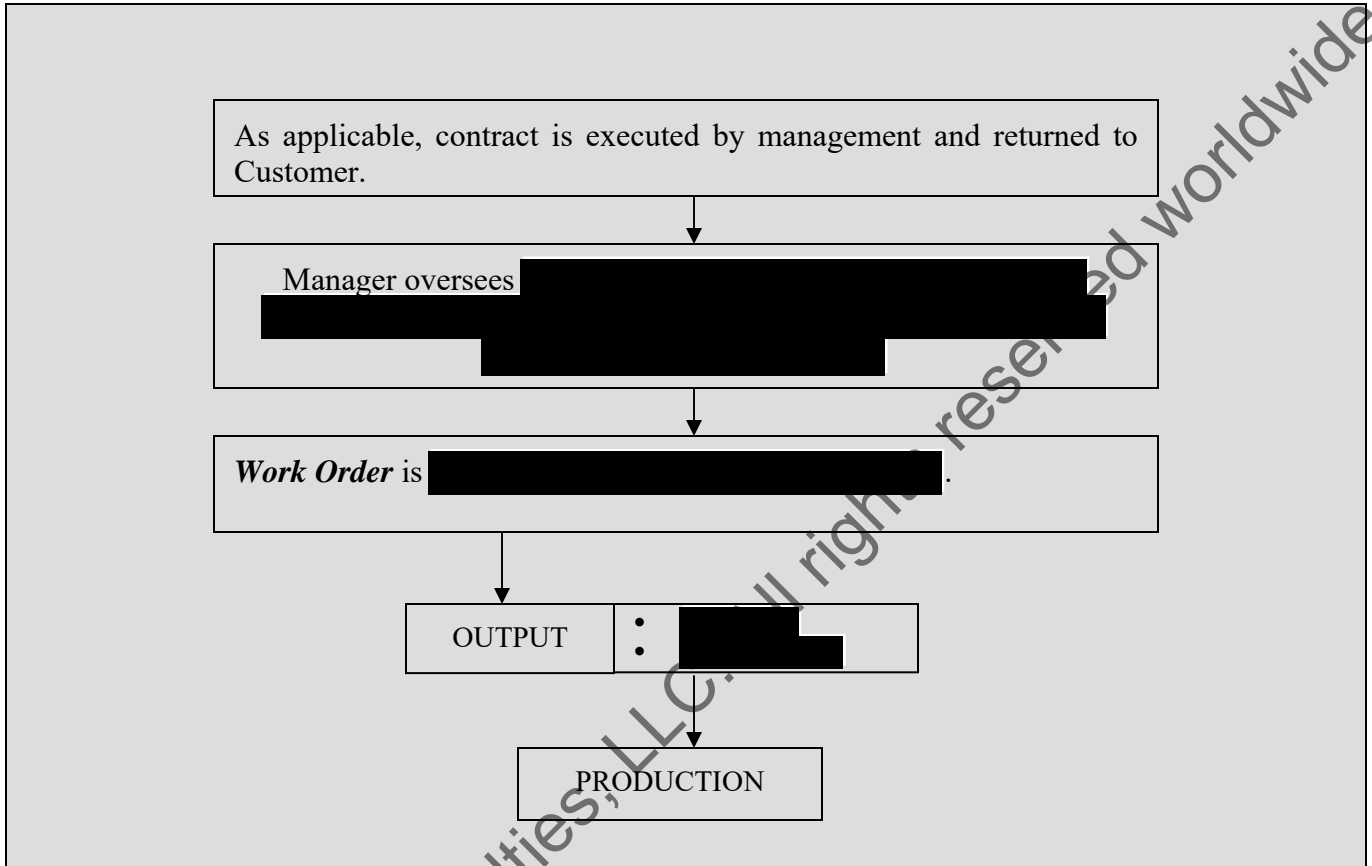 As applicable, contract is executed by management and returned to
Customer.
Manager oversees
Work Order is .
OUTPUT
•
•
PRODUCTION
lties, LLC. All rights reserved worldwide